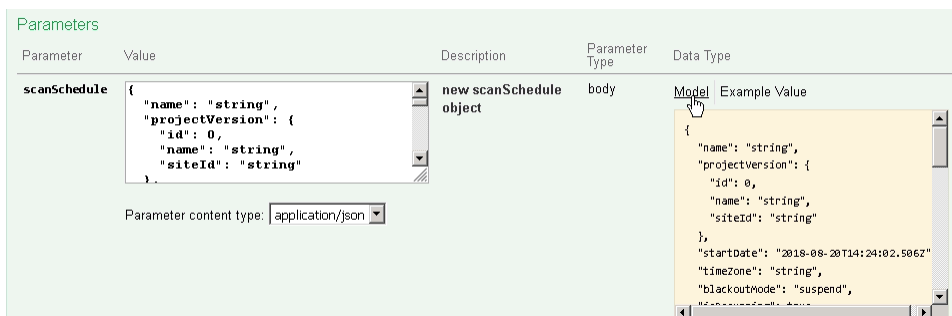 Parameters
Parameter Value Description Parameter Type Data Type
scanSchedule
{
"name": "string",
"projectVersion": {
"id": 0,
"name": "string",
"siteId": "string"
},
Parameter content type: application/json
new scanSchedule
object
body
Model Example Value
{
"name": "string",
"projectVersion": {
"id": 0,
"name": "string",
"siteId": "string"
},
"startDate": "2018-08-20T14:24:02.506Z"
"timeZone": "string",
"blackoutMode": "suspend",